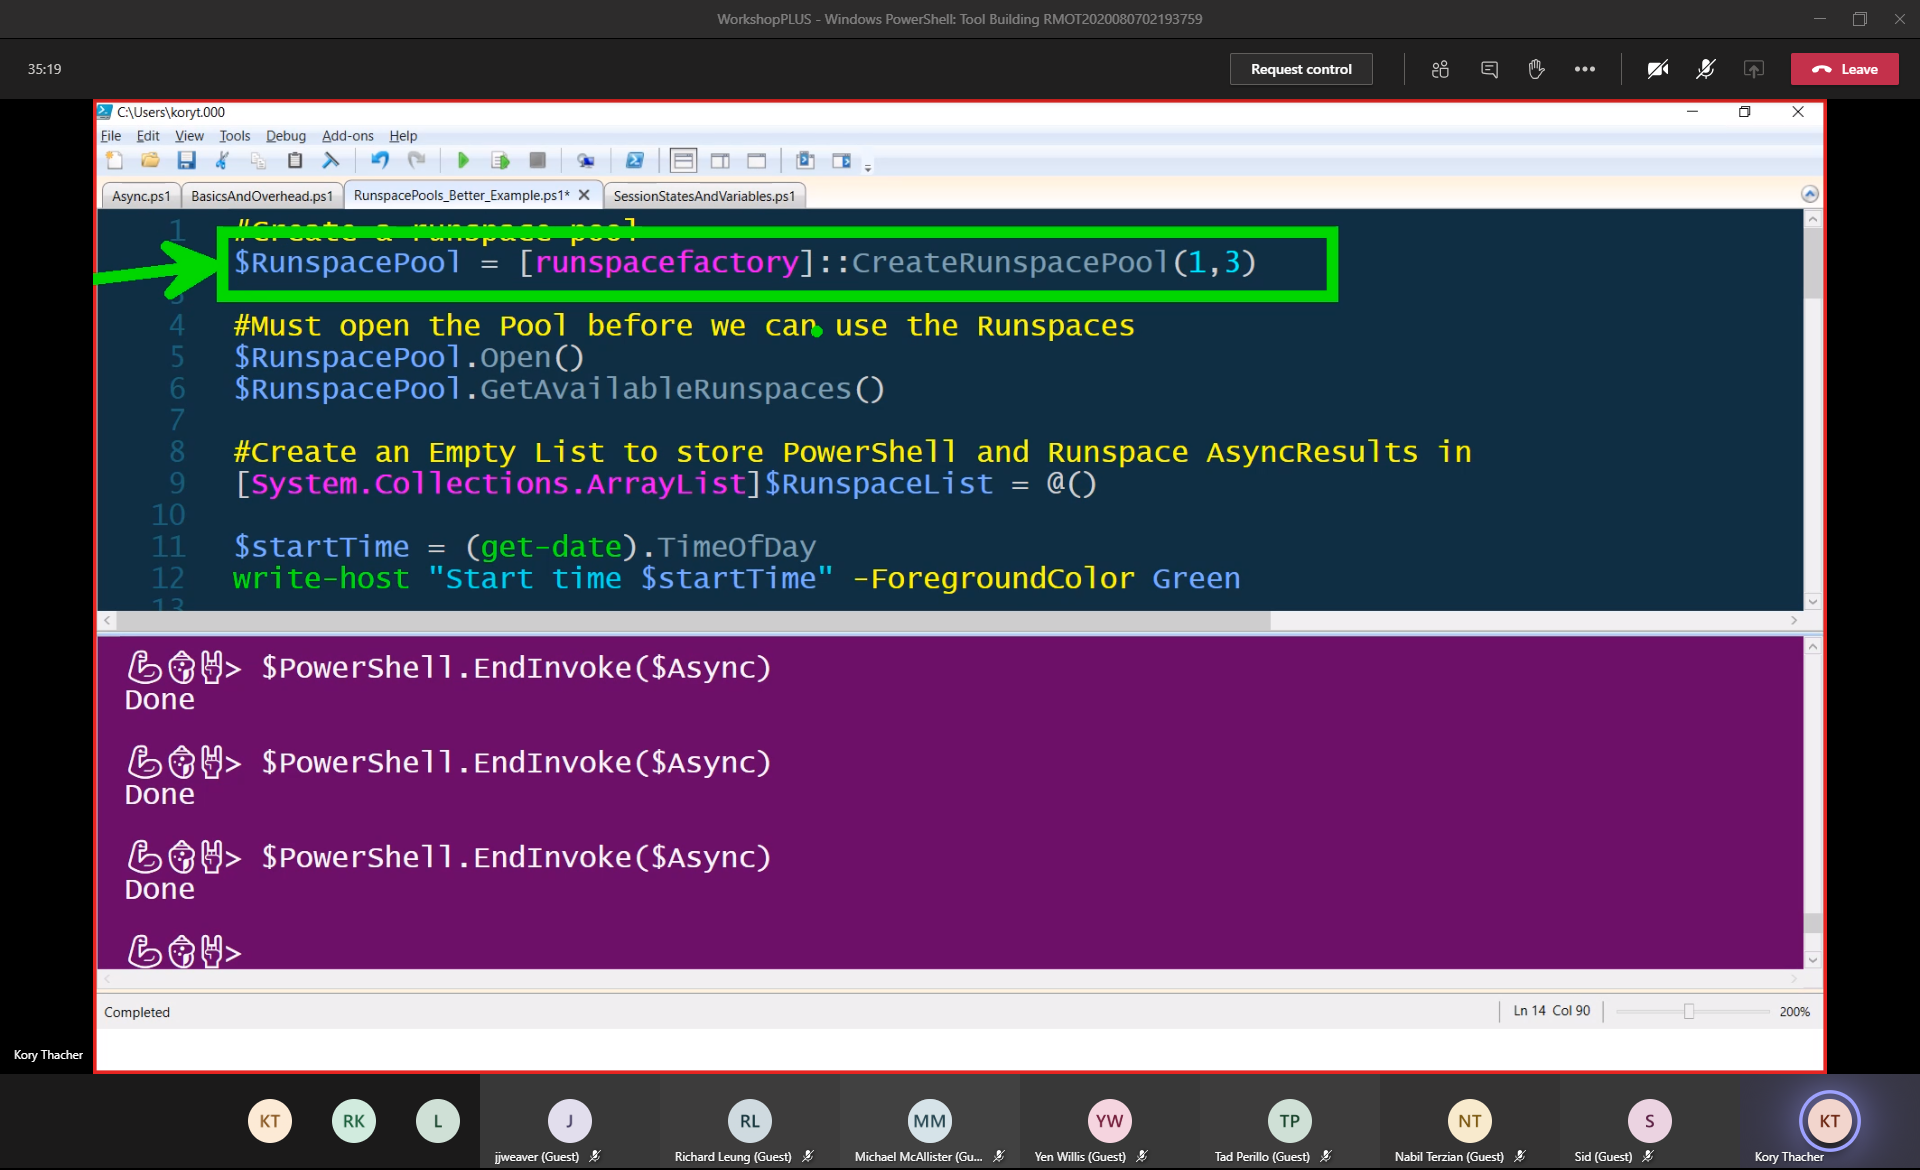 WorkshopPLUS - Windows PowerShell: Tool Building RMOT2020080702193759
35:19
Request control
Leave
C:\Users\koryt.000
File Edit View Tools Debug Add-ons Help
Async.ps1 BasicsAndOverhead.ps1 RunspacePools_Better_Example.ps1* SessionStatesAndVariables.ps1
1 #Create a runspace pool
$RunspacePool = [runspacefactory]::CreateRunspacePool(1,3)
3
4 #Must open the Pool before we can use the Runspaces
5 $RunspacePool.Open()
6 $RunspacePool.GetAvailableRunspaces()
7
8 #Create an Empty List to store PowerShell and Runspace AsyncResults in
9 [System.Collections.ArrayList]$RunspaceList = @()
10
11 $startTime = (get-date).TimeOfDay
12 write-host "Start time $startTime" -ForegroundColor Green
13
> $PowerShell.EndInvoke($Async)
Done
> $PowerShell.EndInvoke($Async)
Done
> $PowerShell.EndInvoke($Async)
Done
>
Completed
Ln 14 Col 90
200%
Kory Thacher
KT RK L J RL MM YW TP NT S KT
jjweaver (Guest) Richard Leung (Guest) Michael McAllister (Gu... Yen Willis (Guest) Tad Perillo (Guest) Nabil Terzian (Guest) Sid (Guest) Kory Thacher